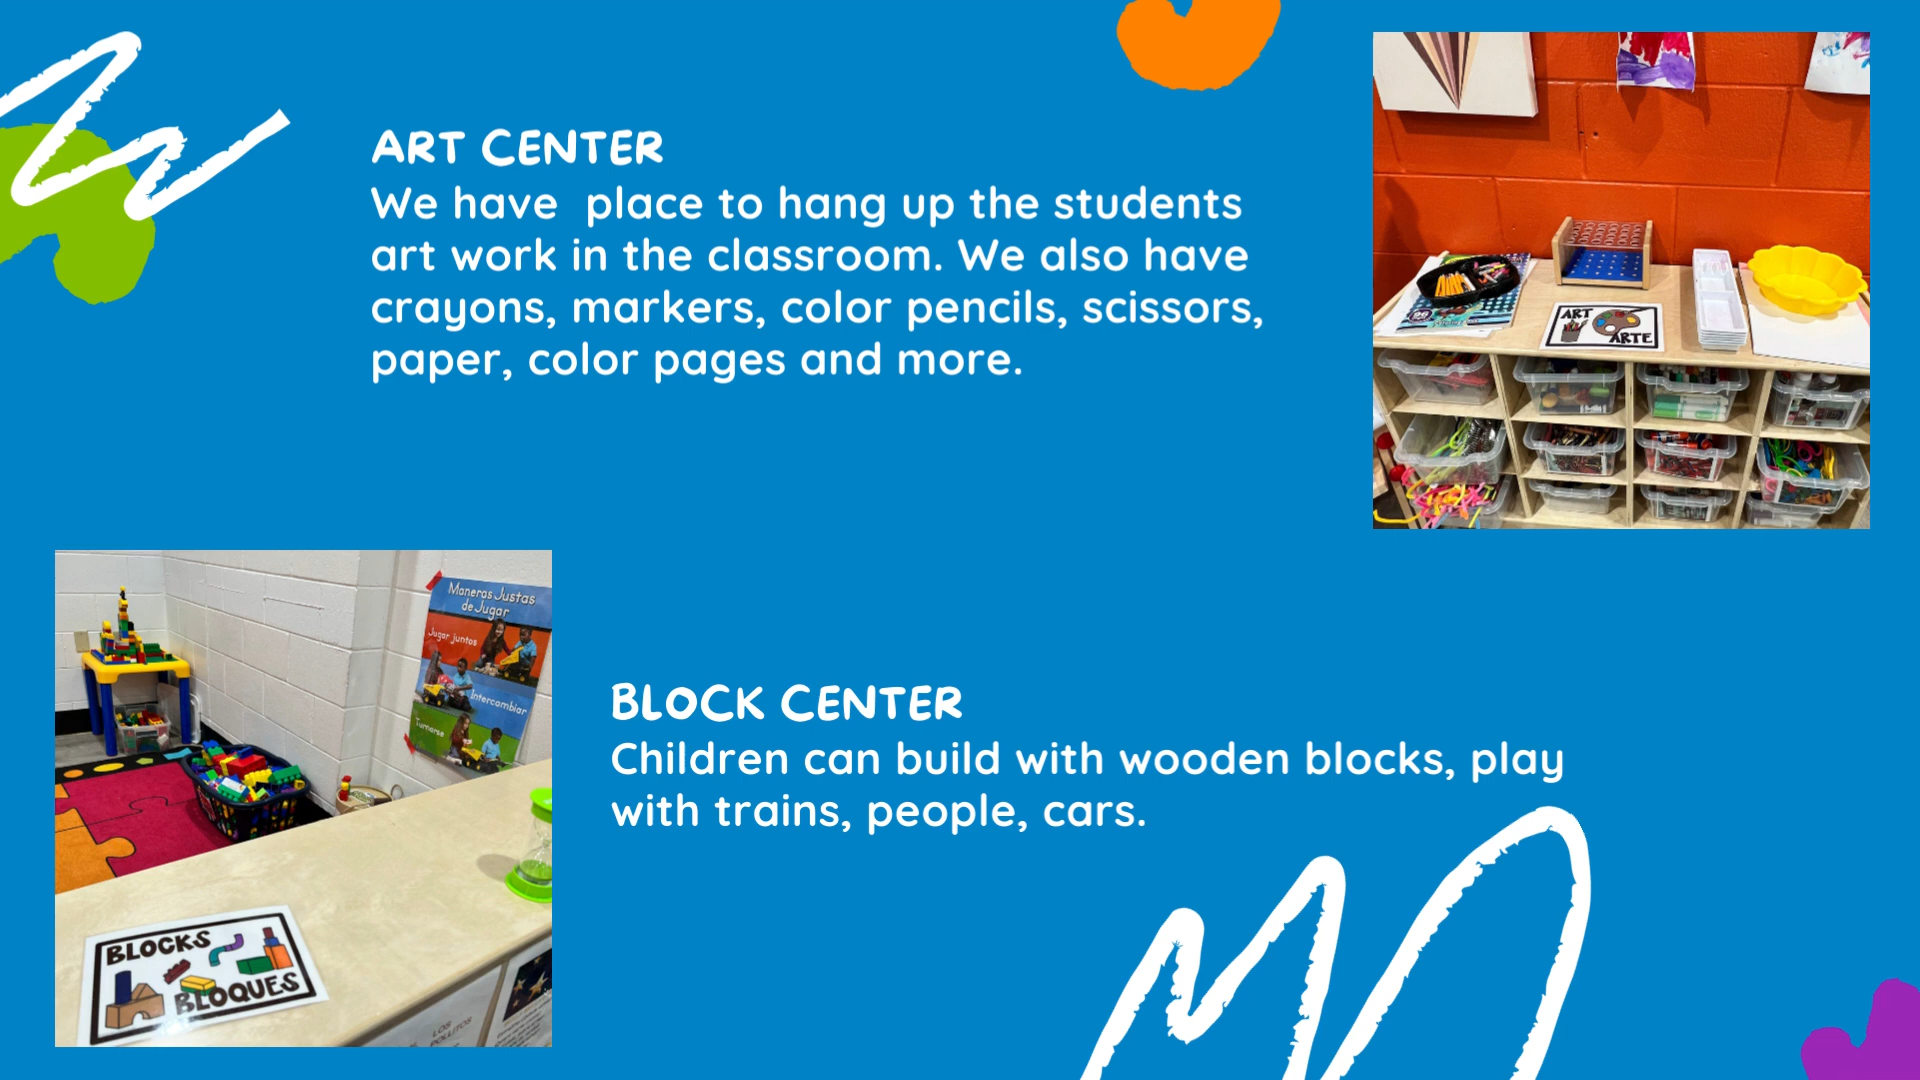 ART CENTER
We have  place to hang up the students
art work in the classroom. We also have
crayons, markers, color pencils, scissors,
paper, color pages and more.
ART
ARTE
Maneras Justas
de Jugar
Jugar juntos
Intercambiar
Turnarse
BLOCKS
BLOQUES
LOS
POLLITOS
BLOCK CENTER
Children can build with wooden blocks, play
with trains, people, cars.